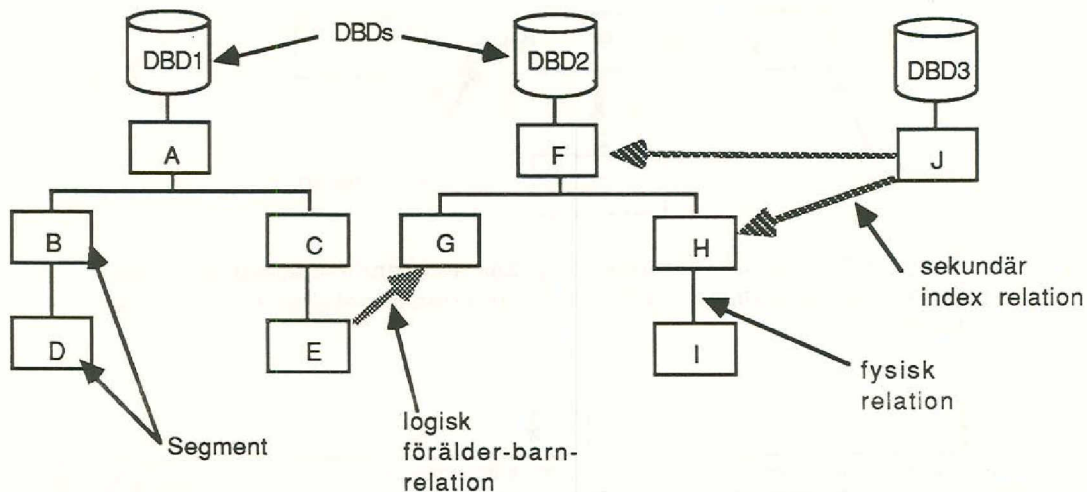 DBDs
DBD1
DBD2
DBD3
A
F
J
B
C
G
H
D
E
I
sekundär
index relation
fysisk
relation
logisk
förälder-barn-
relation
Segment